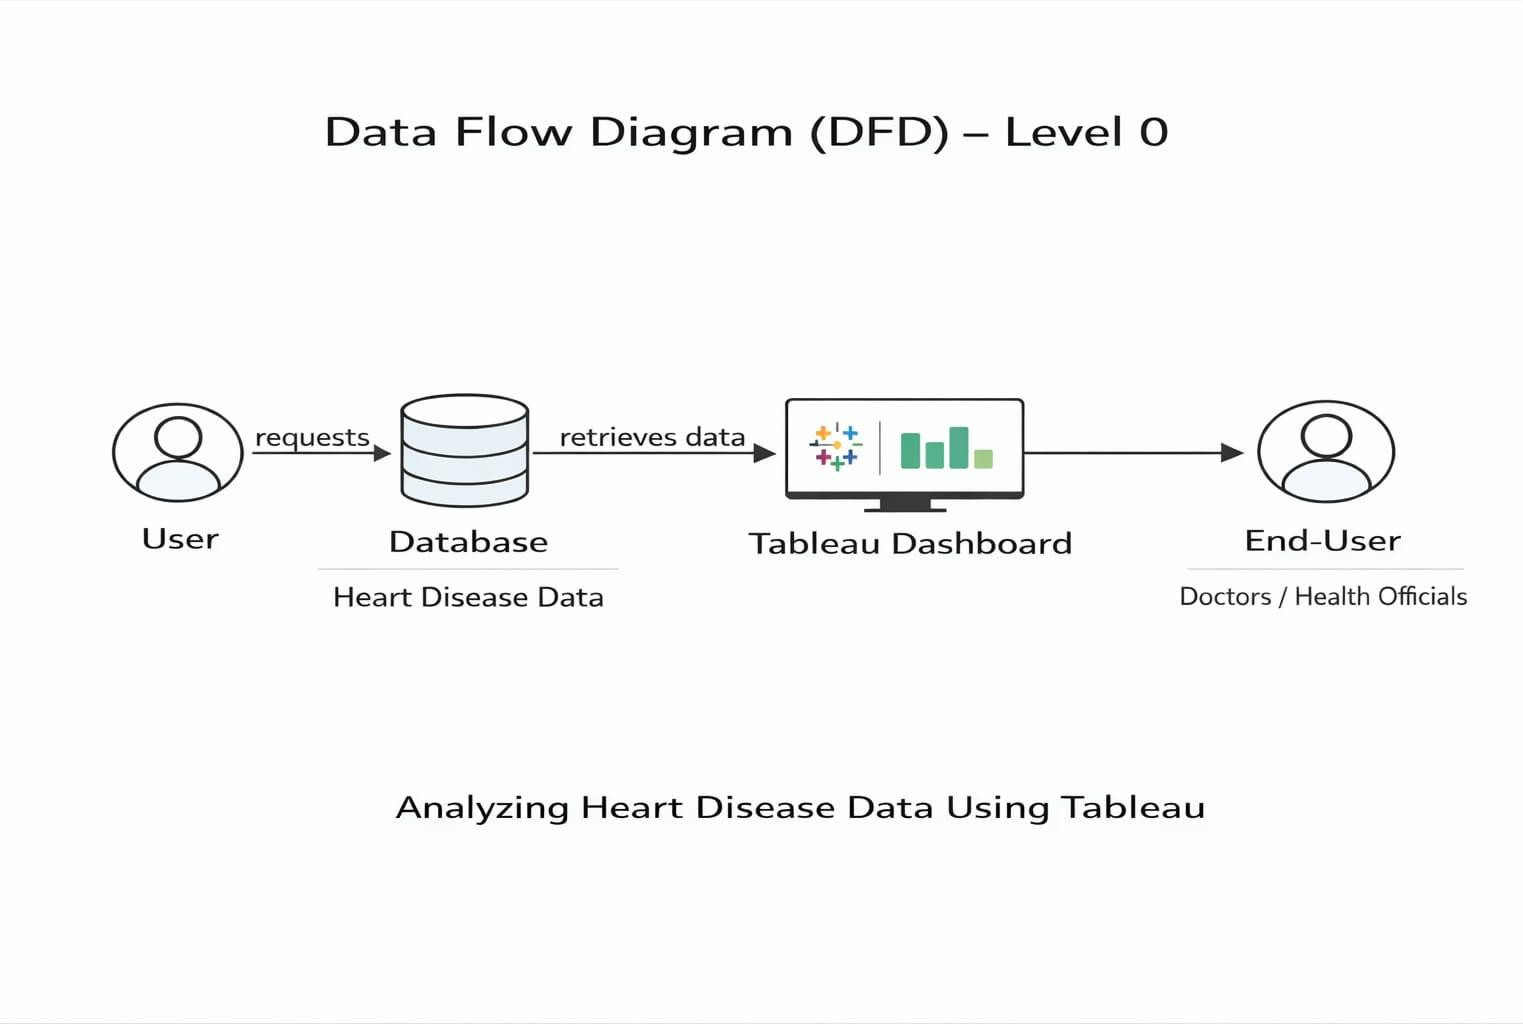 Data Flow Diagram (DFD) – Level 0
requests
retrieves data
User
Database
Tableau Dashboard
End-User
Heart Disease Data
Doctors / Health Officials
Analyzing Heart Disease Data Using Tableau